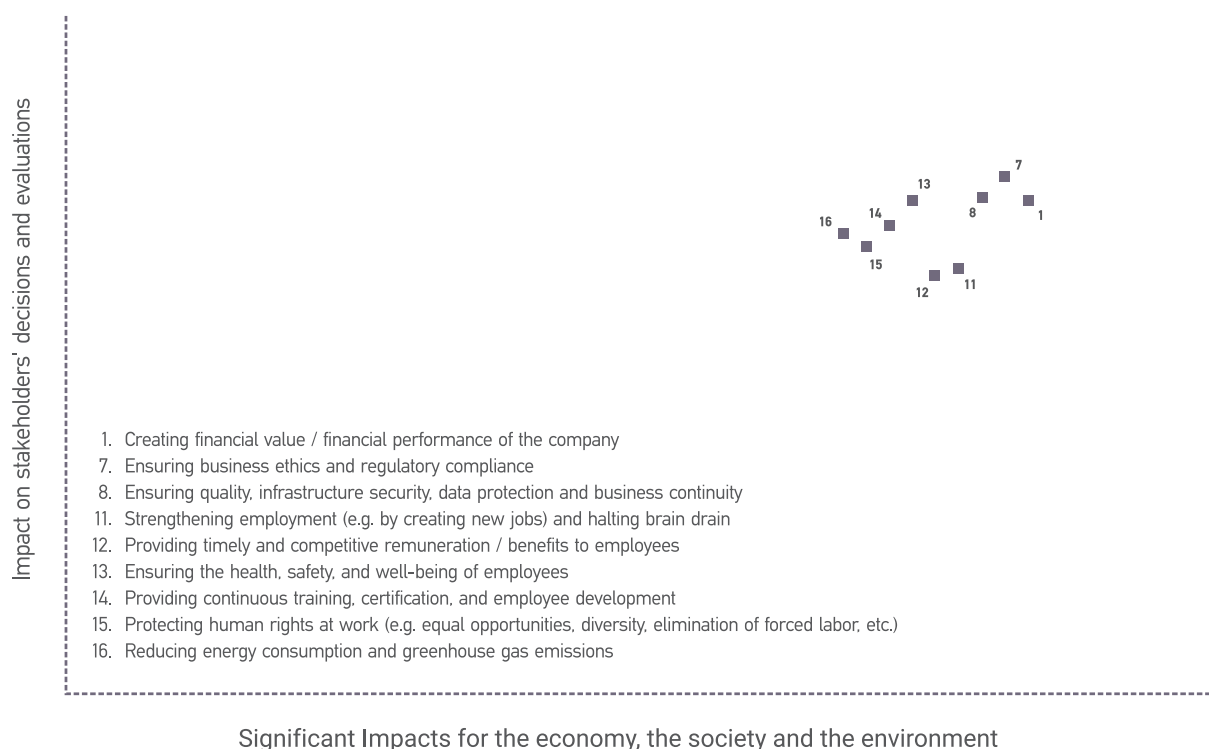 Impact on stakeholders' decisions and evaluations
7
13
8
1
14
16
15
11
12
1. Creating financial value / financial performance of the company
7. Ensuring business ethics and regulatory compliance
8. Ensuring quality, infrastructure security, data protection and business continuity
11. Strengthening employment (e.g. by creating new jobs) and halting brain drain
12. Providing timely and competitive remuneration / benefits to employees
13. Ensuring the health, safety, and well-being of employees
14. Providing continuous training, certification, and employee development
15. Protecting human rights at work (e.g. equal opportunities, diversity, elimination of forced labor, etc.)
16. Reducing energy consumption and greenhouse gas emissions
Significant Impacts for the economy, the society and the environment